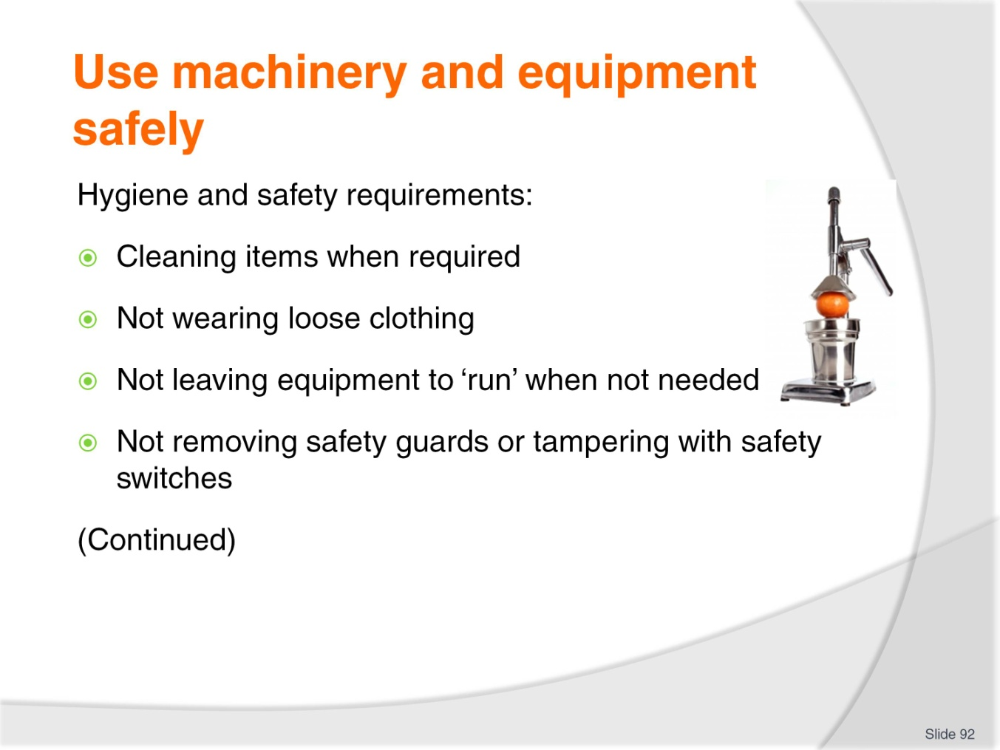 Use machinery and equipment
safely
Hygiene and safety requirements:
Cleaning items when required
Not wearing loose clothing
Not leaving equipment to ‘run’ when not needed
Not removing safety guards or tampering with safety
switches
(Continued)
Slide 92